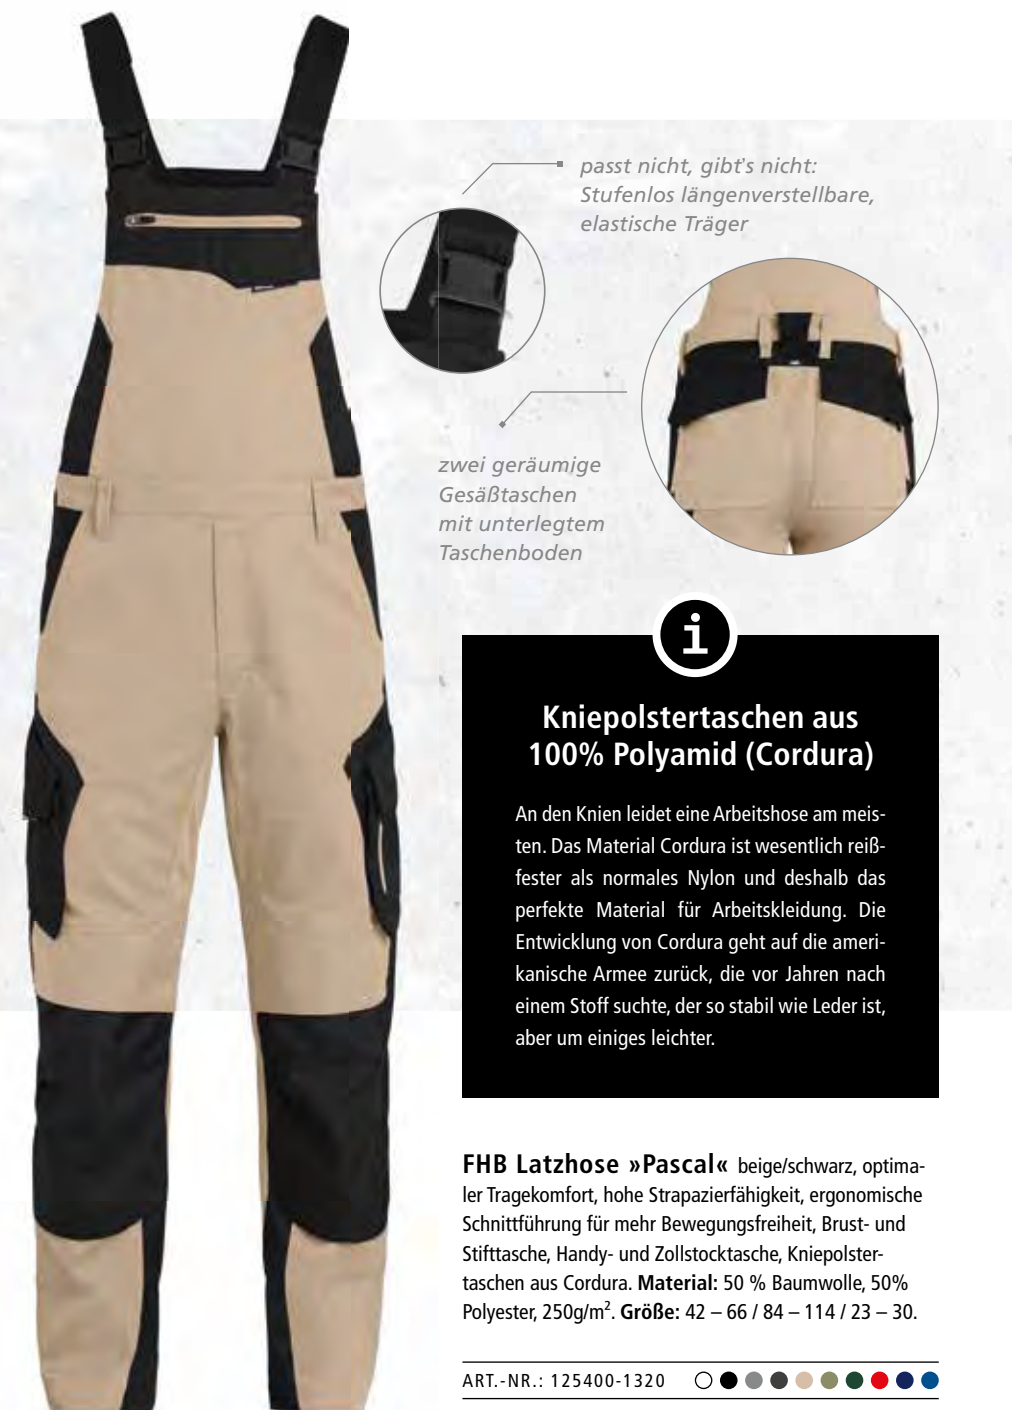 passt nicht, gibt's nicht:
Stufenlos längenverstellbare,
elastische Träger
zwei geräumige
Gesäßtaschen
mit unterlegtem
Taschenboden
i
Kniepolstertaschen aus
100% Polyamid (Cordura)
An den Knien leidet eine Arbeitshose am meis-
ten. Das Material Cordura ist wesentlich reiß-
fester als normales Nylon und deshalb das
perfekte Material für Arbeitskleidung. Die
Entwicklung von Cordura geht auf die ameri-
kanische Armee zurück, die vor Jahren nach
einem Stoff suchte, der so stabil wie Leder ist,
aber um einiges leichter.
FHB Latzhose »Pascal« beige/schwarz, optima-
ler Tragekomfort, hohe Strapazierfähigkeit, ergonomische
Schnittführung für mehr Bewegungsfreiheit, Brust- und
Stifttasche, Handy- und Zollstocktasche, Kniepolster-
taschen aus Cordura. Material: 50 % Baumwolle, 50%
Polyester, 250g/m². Größe: 42 – 66 / 84 – 114 / 23 – 30.
ART.-NR.: 125400-1320